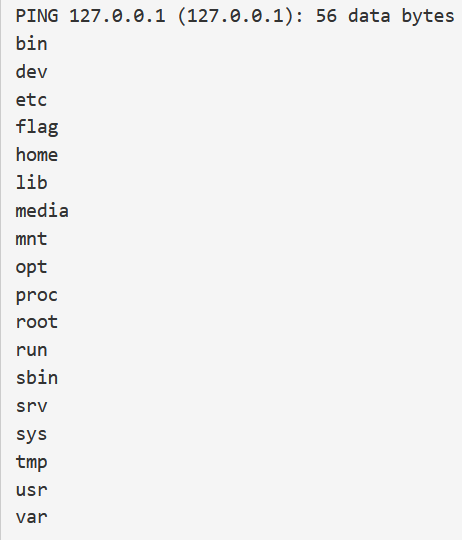 PING 127.0.0.1 (127.0.0.1): 56 data bytes
bin
dev
etc
flag
home
lib
media
mnt
opt
proc
root
run
sbin
srv
sys
tmp
usr
var